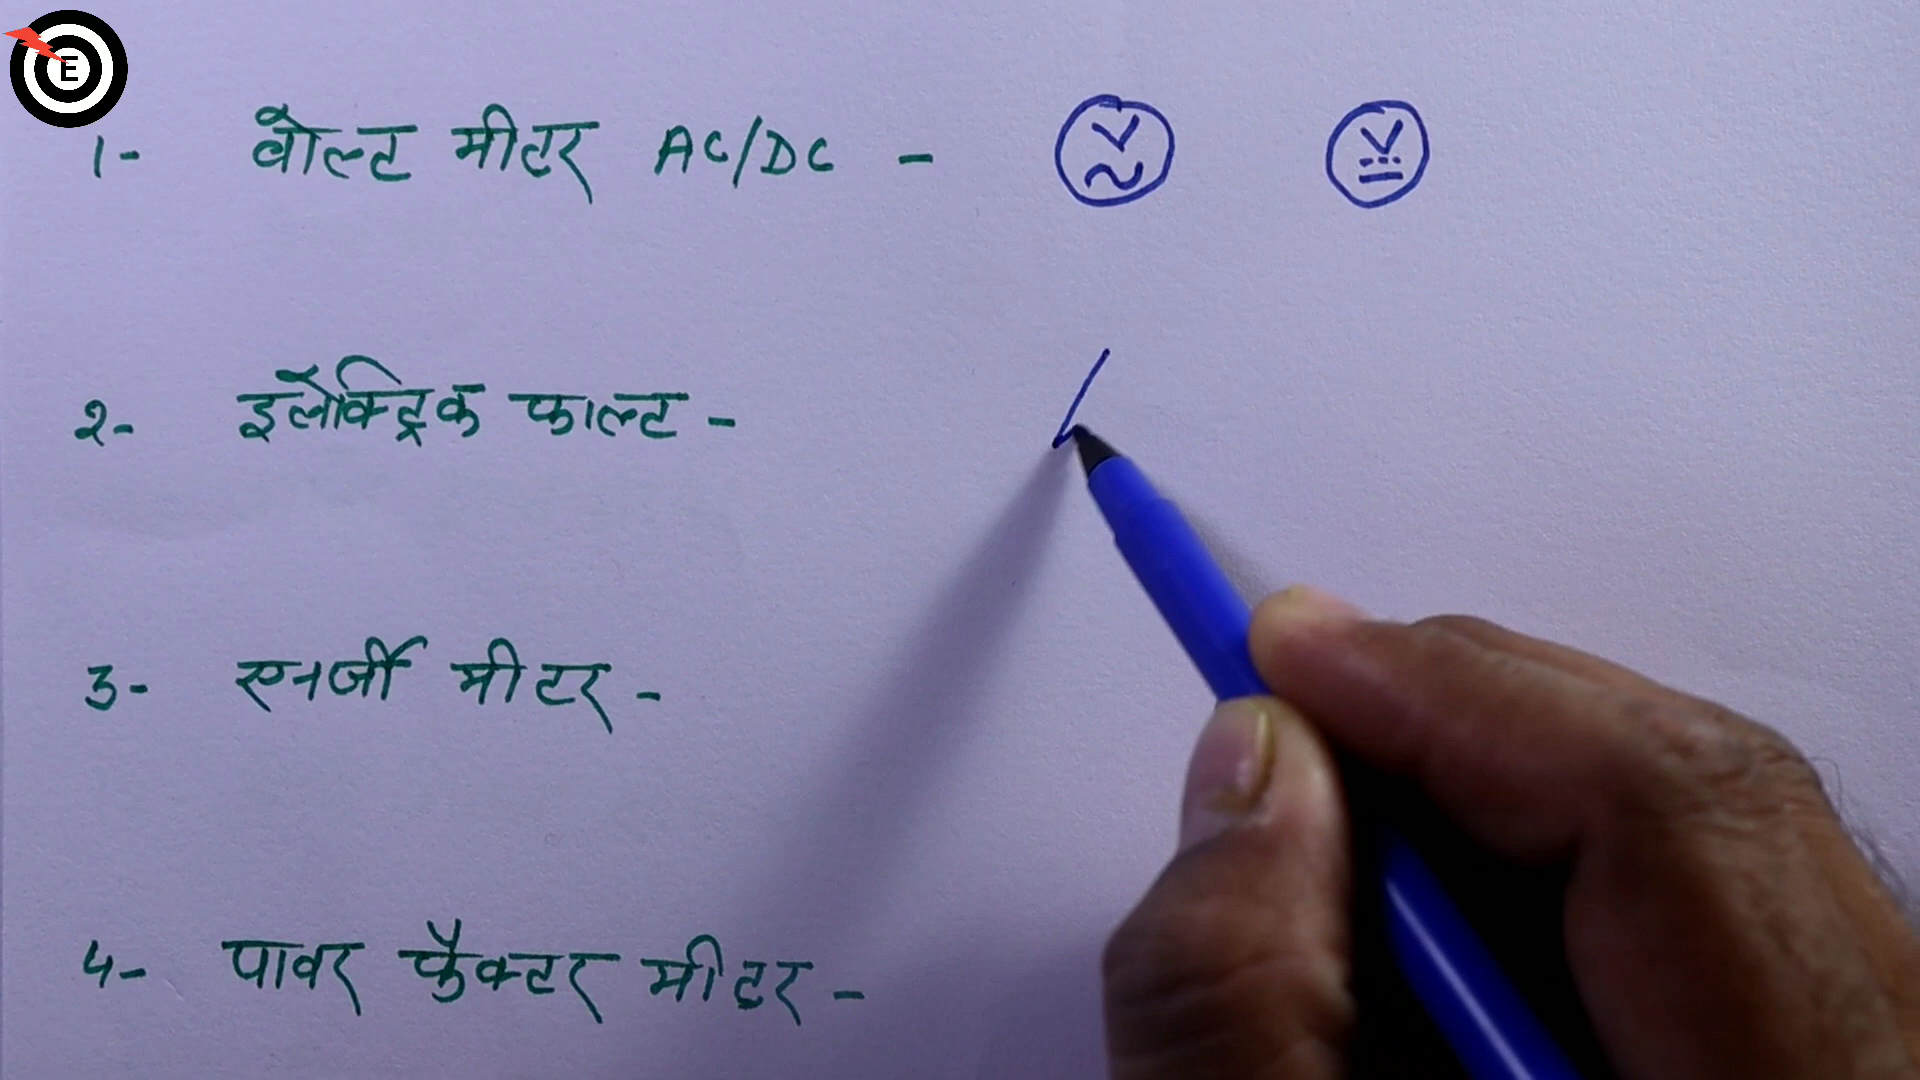 E
1- वोल्ट मीटर AC/DC - V ~ V
2- इलेक्ट्रिक फाल्ट -
3- एनर्जी मीटर -
4- पावर फैक्टर मीटर -